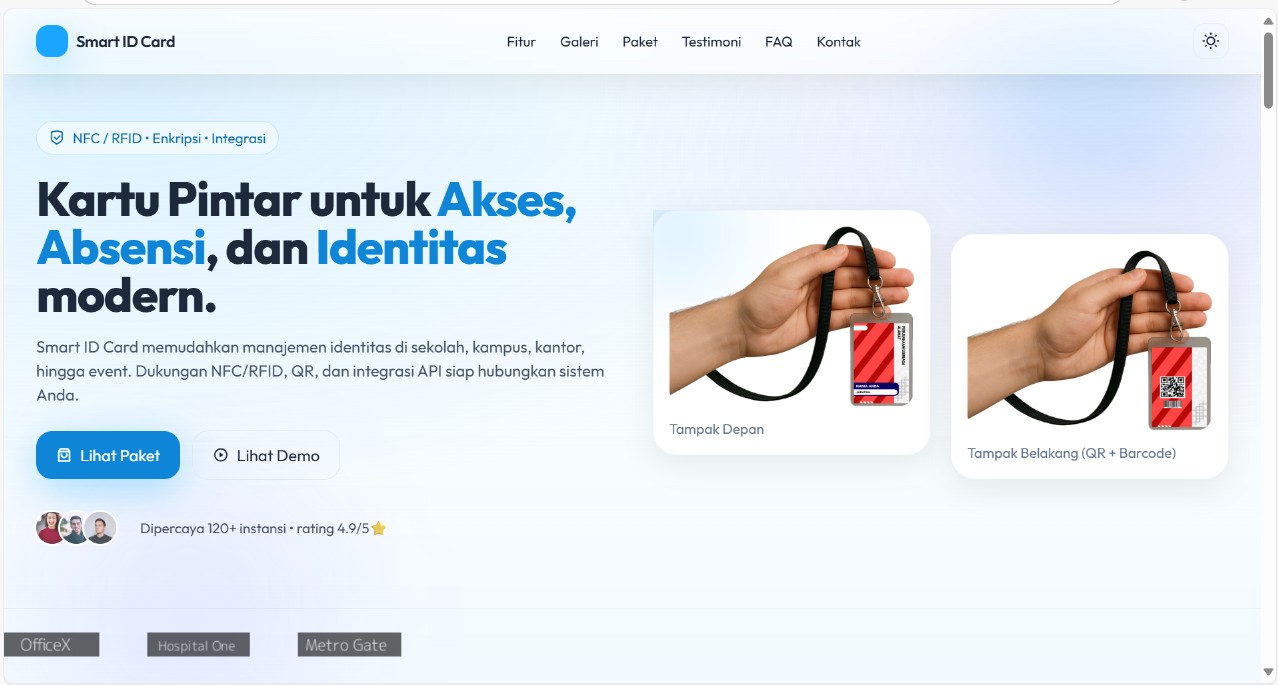 Smart ID Card
Fitur
Galeri
Paket
Testimoni
FAQ
Kontak
NFC / RFID • Enkripsi • Integrasi
Kartu Pintar untuk Akses,
Absensi, dan Identitas
modern.
Smart ID Card memudahkan manajemen identitas di sekolah, kampus, kantor,
hingga event. Dukungan NFC/RFID, QR, dan integrasi API siap hubungkan sistem
Anda.
Lihat Paket
Lihat Demo
Dipercaya 120+ instansi • rating 4.9/5
NAMA ANDA
Tampak Depan
Tampak Belakang (QR + Barcode)
OfficeX
Hospital One
Metro Gate